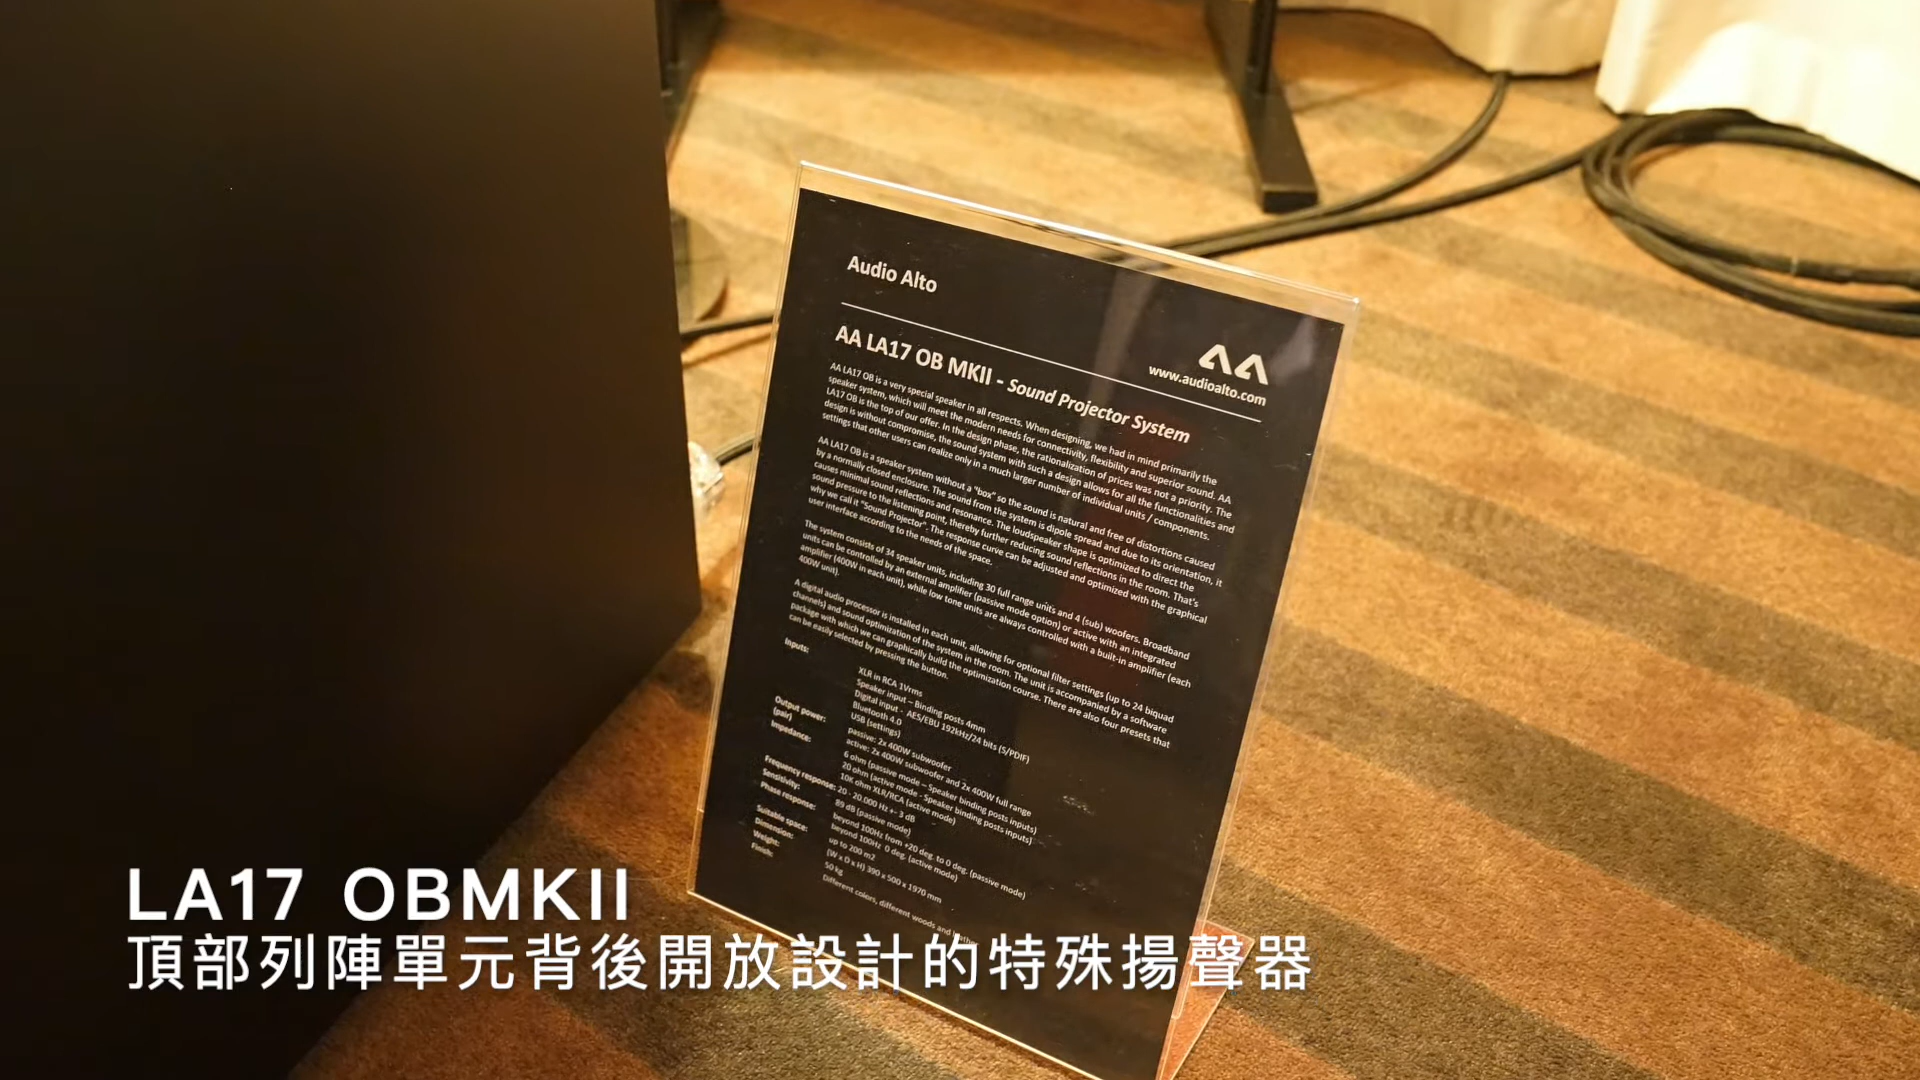 Audio Alto
www.audioalto.com
AA LA17 OB MKII - Sound Projector System
AA LA17 OB is a very special speaker in all respects. When designing, we had in mind primarily the
speaker system, which will meet the modern needs for connectivity, flexibility and superior sound. AA
LA17 OB is the top of our offer. In the design phase, the rationalization of prices was not a priority. The
design is without compromise, the sound system with such a design allows for all the functionalities and
settings that other users can realize only in a much larger number of individual units / components.
AA LA17 OB is a speaker system without a "box" so the sound is natural and free of distortions caused
by a normally closed enclosure. The sound from the system is dipole spread and due to its orientation, it
causes minimal sound reflections and resonance. The loudspeaker shape is optimized to direct the
sound pressure to the listening point, thereby further reducing sound reflections in the room. That's
why we call it "Sound Projector". The response curve can be adjusted and optimized with the graphical
user interface according to the needs of the space.
The system consists of 34 speaker units, including 30 full range units and 4 (sub) woofers. Broadband
units can be controlled by an external amplifier (passive mode option) or active with an integrated
amplifier (400W in each unit), while low tone units are always controlled with a built-in amplifier (each
400W unit).
A digital audio processor is installed in each unit, allowing for optional filter settings (up to 24 biquad
channels) and sound optimization of the system in the room. The unit is accompanied by a software
package with which we can graphically build the optimization course. There are also four presets that
can be easily selected by pressing the button.
Inputs:
XLR in RCA 1Vrms
Speaker input – Binding posts 4mm
Digital input - AES/EBU 192kHz/24 bits (S/PDIF)
Bluetooth 4.0
USB (settings)
Output power: passive: 2x 400W subwoofer
(pair) active: 2x 400W subwoofer and 2x 400W full range
Impedance: 6 ohm (passive mode – Speaker binding posts inputs)
20 ohm (active mode - Speaker binding posts inputs)
10K ohm XLR/RCA (active mode)
Frequency response: 20 - 20.000 Hz +- 3 dB
Sensitivity: 89 dB (passive mode)
Phase response: beyond 100Hz from +20 deg. to 0 deg. (passive mode)
beyond 100Hz 0 deg. (active mode)
Suitable space: up to 200 m2
Dimension: (W x D x H) 390 x 500 x 1970 mm
Weight: 50 kg
Finish: Different colors, different woods and
LA17 OBMKII
頂部列陣單元背後開放設計的特殊揚聲器